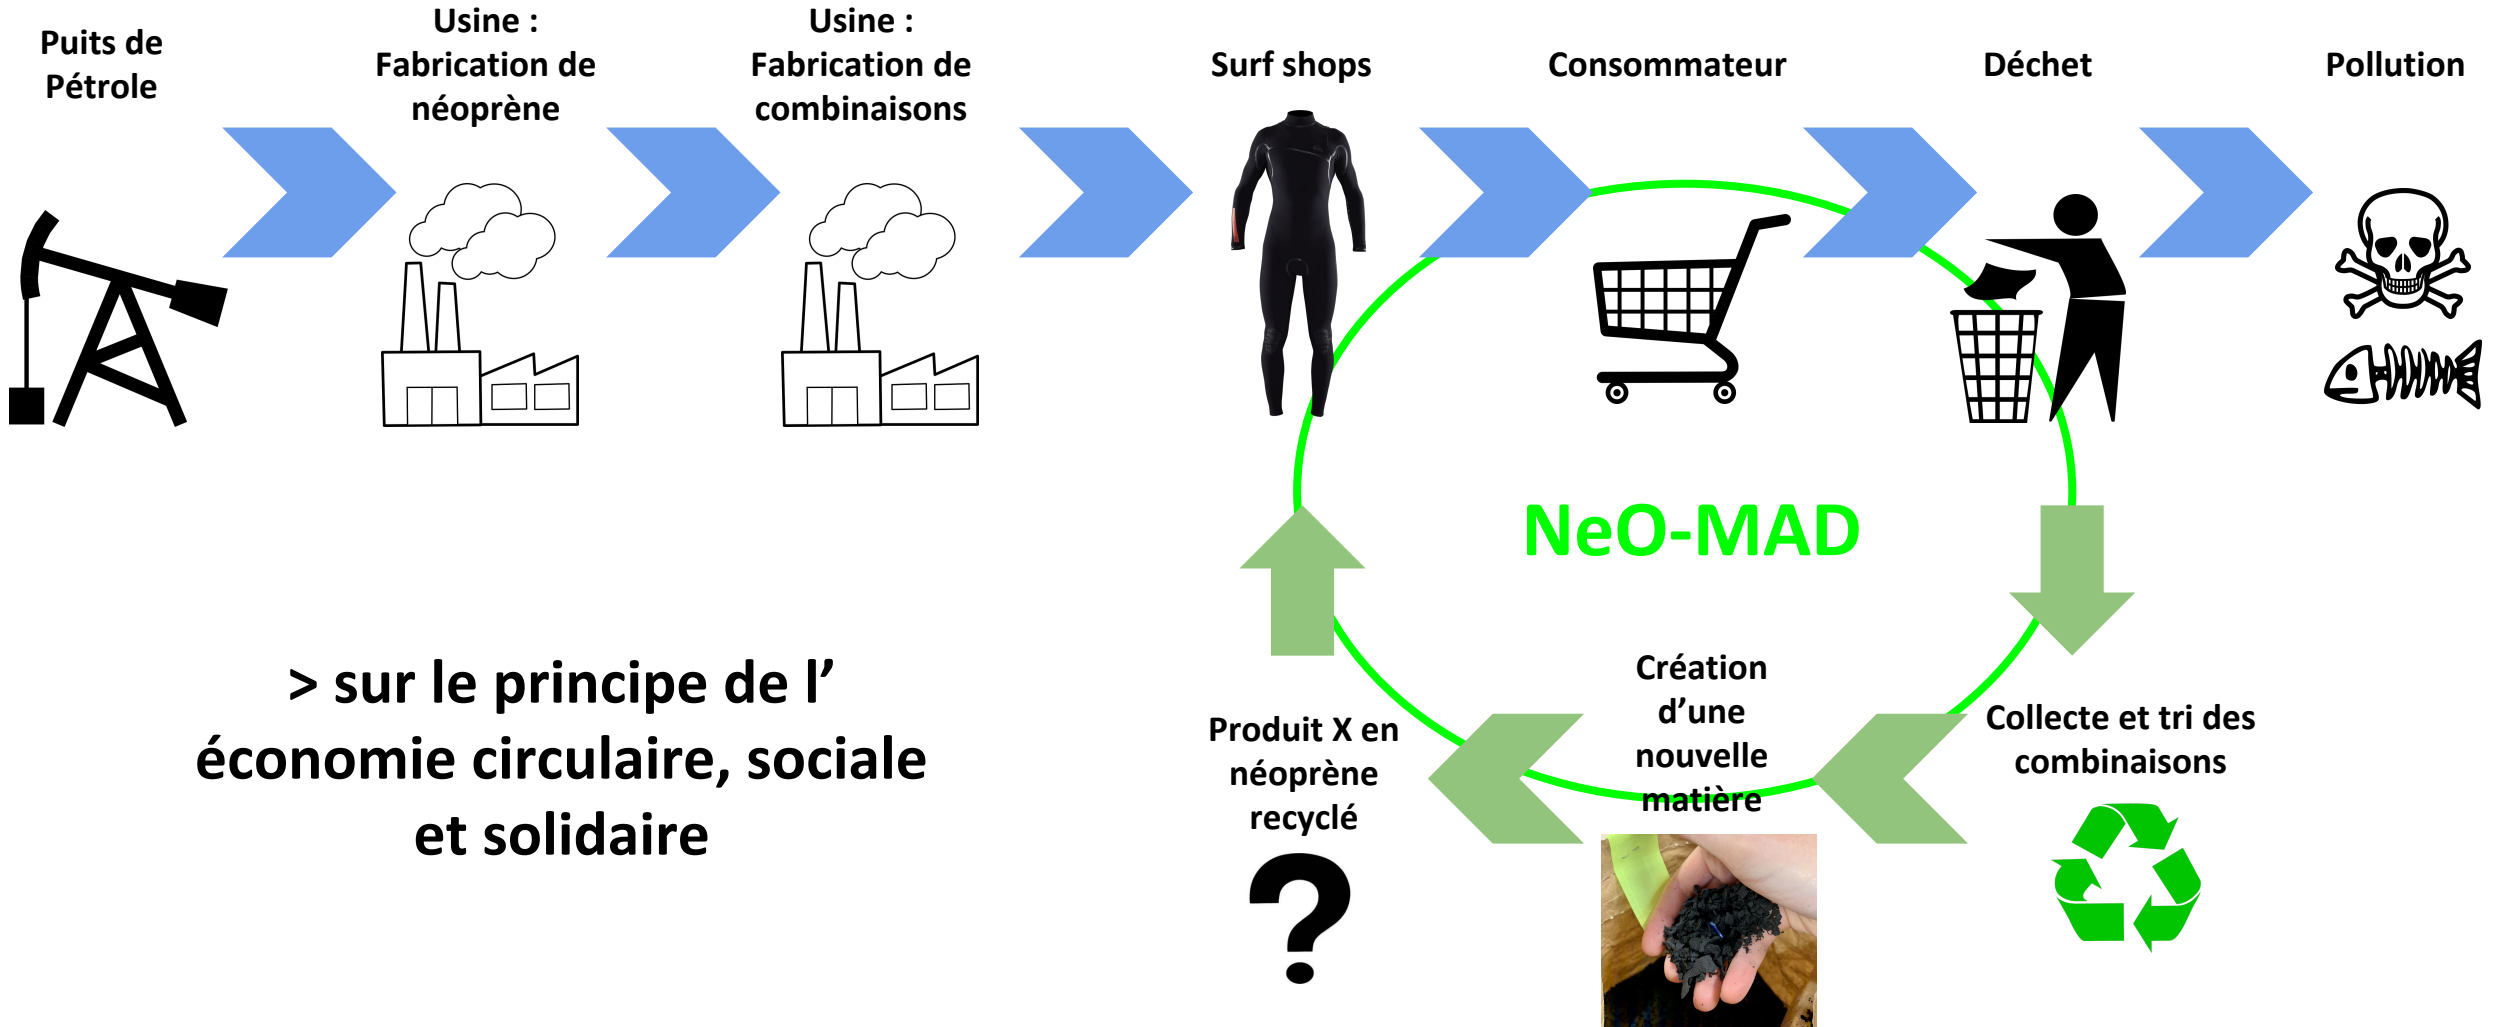 Puits de
Pétrole
Usine :
Fabrication de
néoprène
Usine :
Fabrication de
combinaisons
Surf shops
Consommateur
Déchet
Pollution
NeO-MAD
> sur le principe de l’
économie circulaire, sociale
et solidaire
Produit X en
néoprène
recyclé
?
Création
d’une
nouvelle
matière
Collecte et tri des
combinaisons